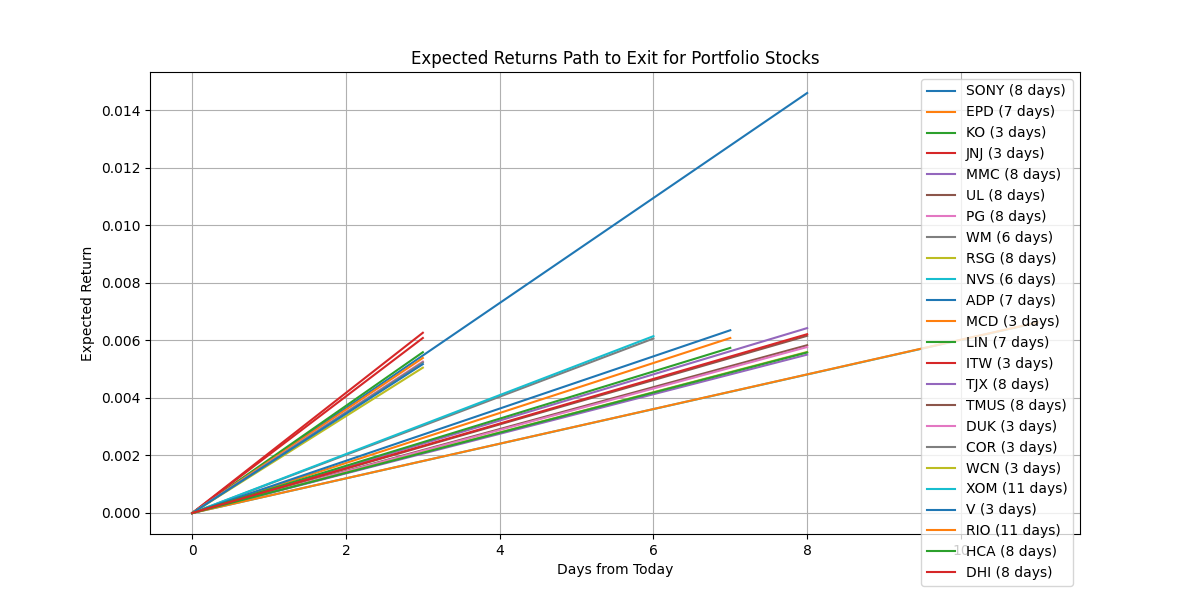 Expected Returns Path to Exit for Portfolio Stocks
Expected Return
0.014
0.012
0.010
0.008
0.006
0.004
0.002
0.000
0 2 4 6 8 10
Days from Today
SONY (8 days)
EPD (7 days)
KO (3 days)
JNJ (3 days)
MMC (8 days)
UL (8 days)
PG (8 days)
WM (6 days)
RSG (8 days)
NVS (6 days)
ADP (7 days)
MCD (3 days)
LIN (7 days)
ITW (3 days)
TJX (8 days)
TMUS (8 days)
DUK (3 days)
COR (3 days)
WCN (3 days)
XOM (11 days)
V (3 days)
RIO (11 days)
HCA (8 days)
DHI (8 days)